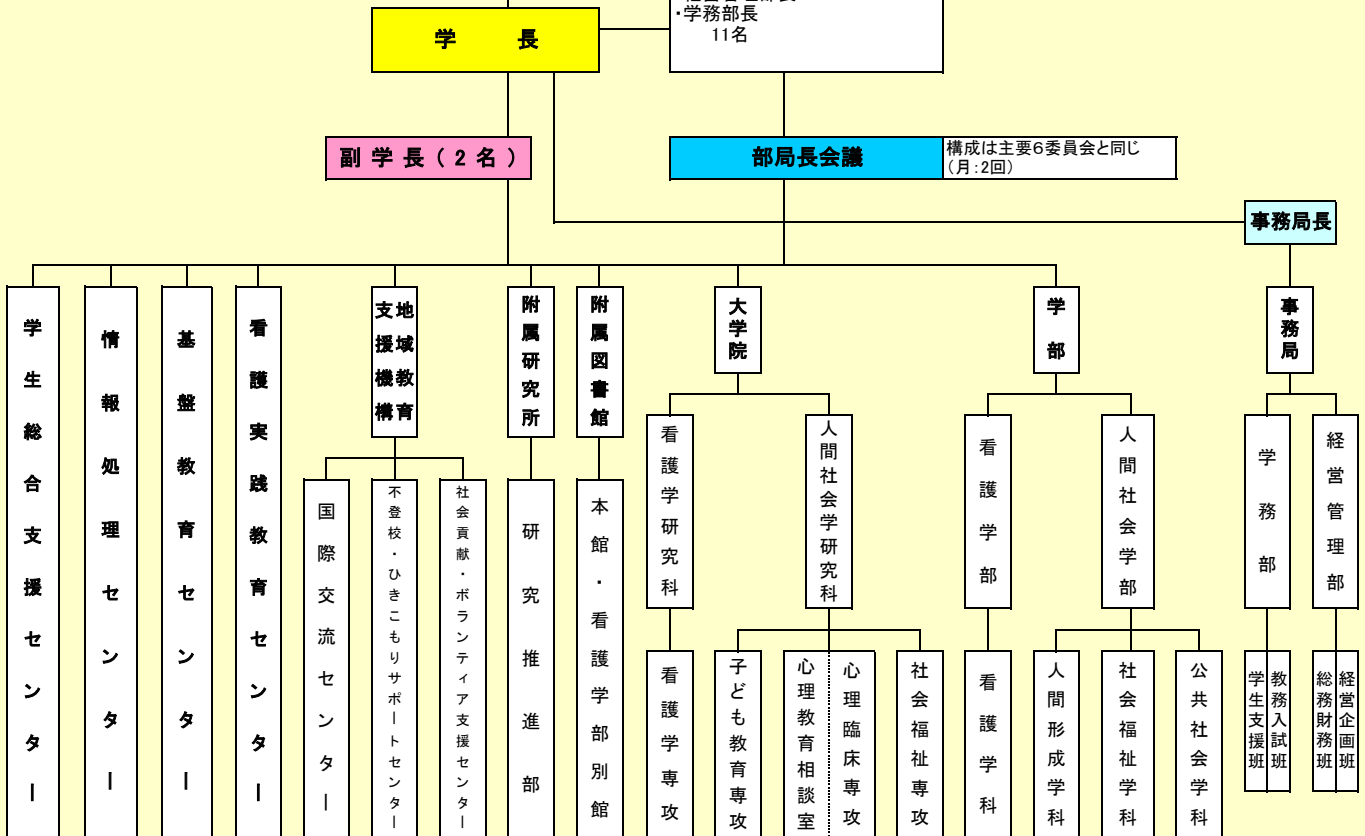 ・学務部長
11名
学　　長
副 学 長 （ 2 名 ）
部局長会議
構成は主要6委員会と同じ
（月：2回）
事務局長
学生総合支援センター
情報処理センター
基盤教育センター
看護実践教育センター
地域教育
支援機構
附属研究所
附属図書館
大学院
学部
事務局
国際交流センター
不登校・ひきこもりサポートセンター
社会貢献・ボランティア支援センター
研究推進部
本館・看護学部別館
看護学研究科
人間社会学研究科
看護学部
人間社会学部
学務部
経営管理部
看護学専攻
子ども教育専攻
心理教育相談室
心理臨床専攻
社会福祉専攻
看護学科
人間形成学科
社会福祉学科
公共社会学科
学生支援班
教務入試班
総務財務班
経営企画班